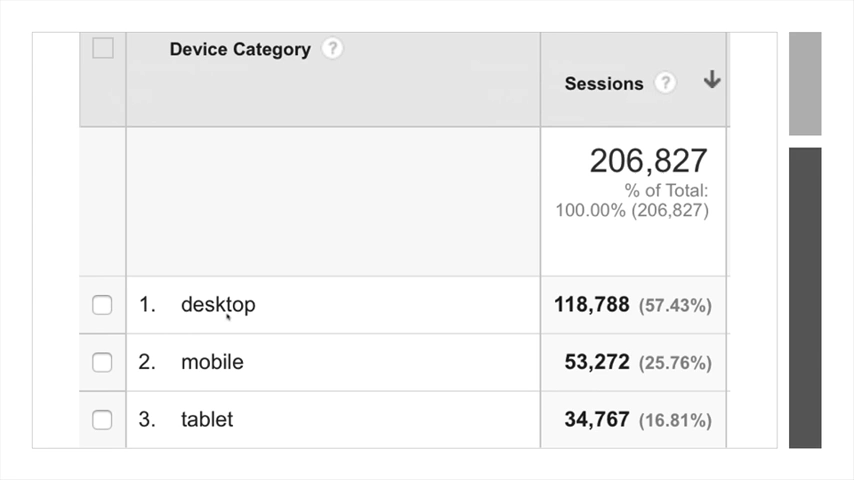 Device Category ?
Sessions ?
206,827
% of Total:
100.00% (206,827)
1. desktop 118,788 (57.43%)
2. mobile 53,272 (25.76%)
3. tablet 34,767 (16.81%)